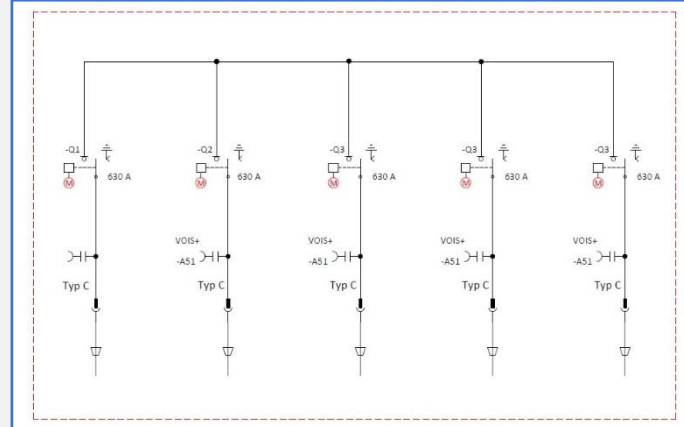 -Q1 -Q2 -Q3 -Q3 -Q3
M M M M M
630 A 630 A 630 A 630 A 630 A
VOIS+ VOIS+ VOIS+ VOIS+
-A51 -A51 -A51 -A51
Typ C Typ C Typ C Typ C Typ C